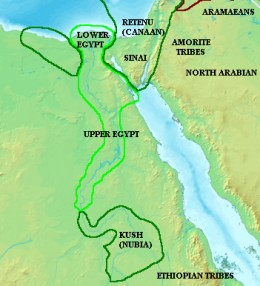 RETENU
(CANAAN)
ARAMAEANS
LOWER
EGYPT
AMORITE
TRIBES
SINAI
NORTH ARABIAN
UPPER EGYPT
KUSH
(NUBIA)
ETHIOPIAN TRIBES